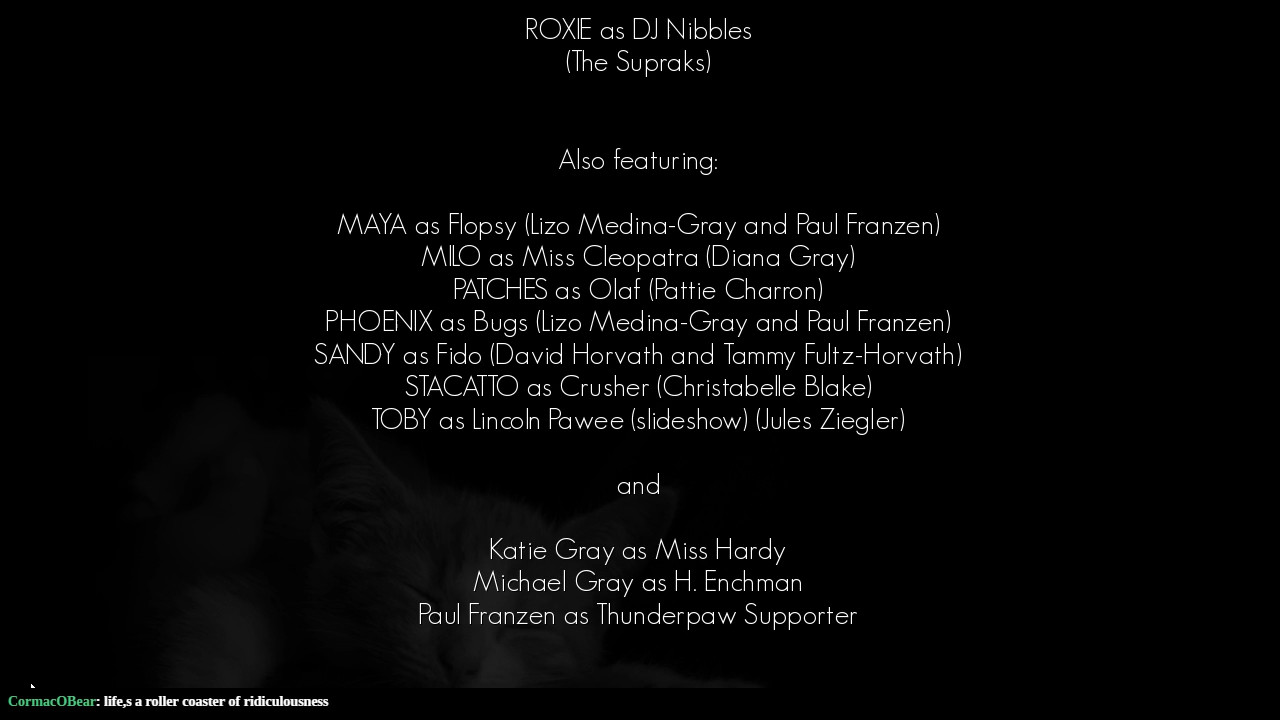 ROXIE as DJ Nibbles
(The Supraks)
Also featuring:
MAYA as Flopsy (Lizo Medina-Gray and Paul Franzen)
MILO as Miss Cleopatra (Diana Gray)
PATCHES as Olaf (Pattie Charron)
PHOENIX as Bugs (Lizo Medina-Gray and Paul Franzen)
SANDY as Fido (David Horvath and Tammy Fultz-Horvath)
STACATTO as Crusher (Christabelle Blake)
TOBY as Lincoln Pawee (slideshow) (Jules Ziegler)
and
Katie Gray as Miss Hardy
Michael Gray as H. Enchman
Paul Franzen as Thunderpaw Supporter
CormacOBear: life,s a roller coaster of ridiculousness